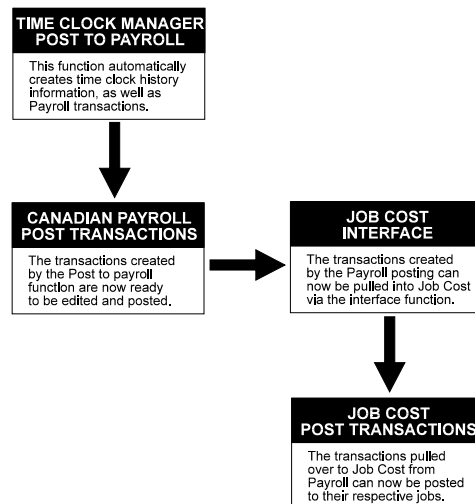 TIME CLOCK MANAGER
POST TO PAYROLL
This function automatically
creates time clock history
information, as well as
Payroll transactions.
CANADIAN PAYROLL
POST TRANSACTIONS
The transactions created
by the Post to payroll
function are now ready
to be edited and posted.
JOB COST
INTERFACE
The transactions created
by the Payroll posting can
now be pulled into Job Cost
via the interface function.
JOB COST
POST TRANSACTIONS
The transactions pulled
over to Job Cost from
Payroll can now be posted
to their respective jobs.